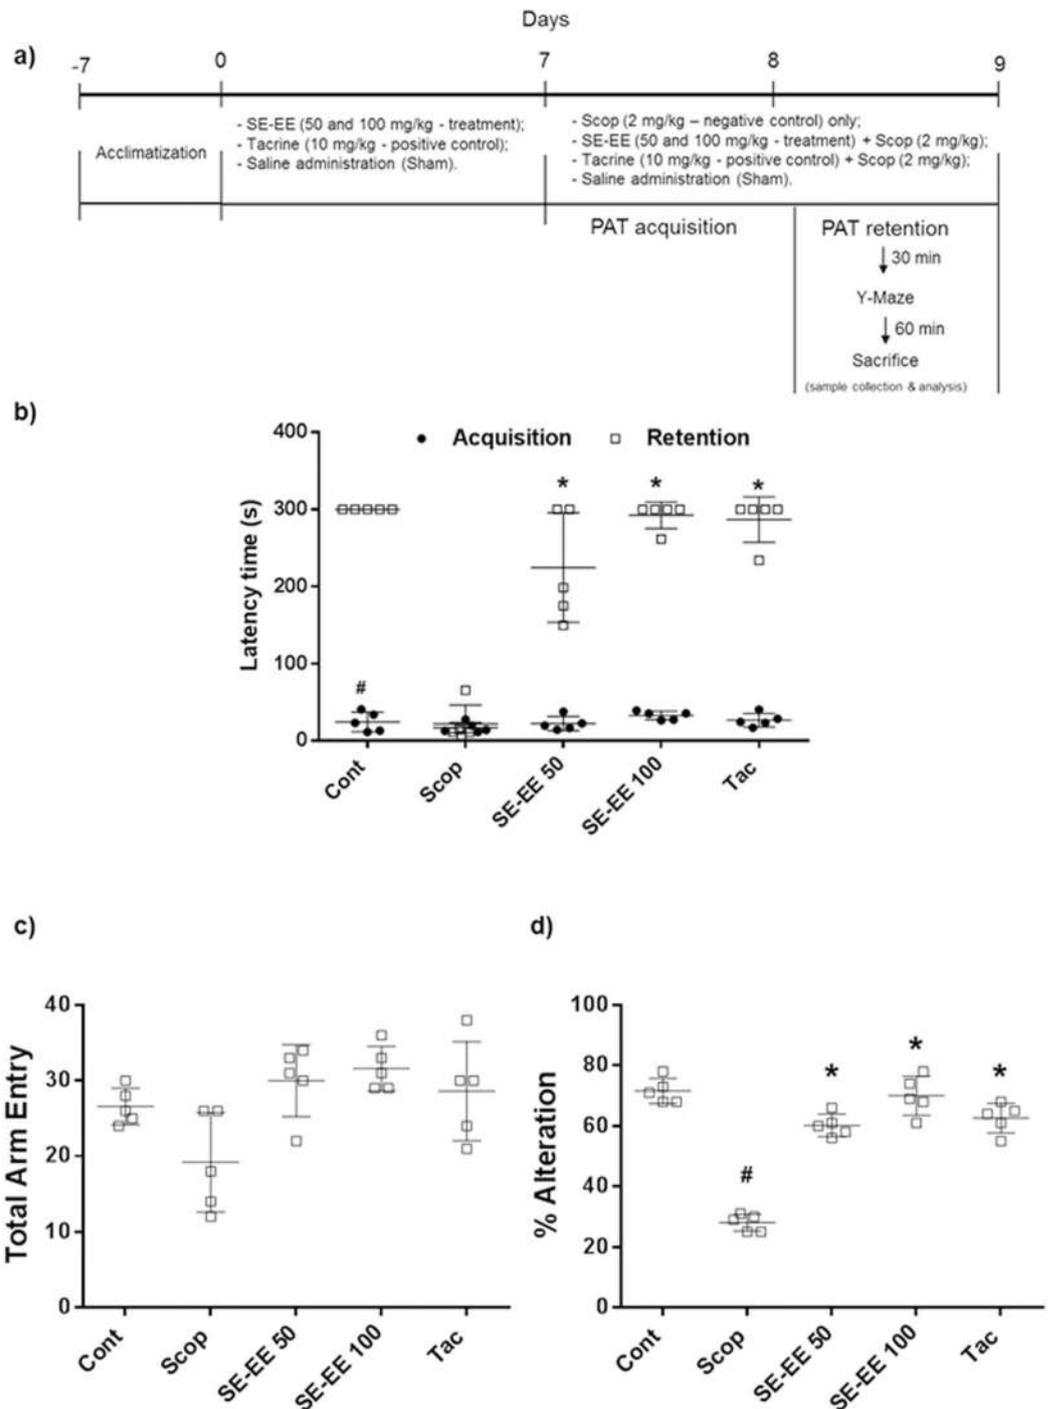 Days
a)
-7 0 7 8 9
Acclimatization
- SE-EE (50 and 100 mg/kg - treatment);
- Tacrine (10 mg/kg - positive control);
- Saline administration (Sham).
- Scop (2 mg/kg – negative control) only;
- SE-EE (50 and 100 mg/kg - treatment) + Scop (2 mg/kg);
- Tacrine (10 mg/kg - positive control) + Scop (2 mg/kg);
- Saline administration (Sham).
PAT acquisition
PAT retention
30 min
Y-Maze
60 min
Sacrifice
(sample collection & analysis)
b)
Latency time (s)
400
300
200
100
0
Acquisition Retention
* * *
#
Cont Scop SE-EE 50 SE-EE 100 Tac
c)
Total Arm Entry
40
30
20
10
0
Cont Scop SE-EE 50 SE-EE 100 Tac
d)
% Alteration
100
80
60
40
20
0
* * *
#
Cont Scop SE-EE 50 SE-EE 100 Tac